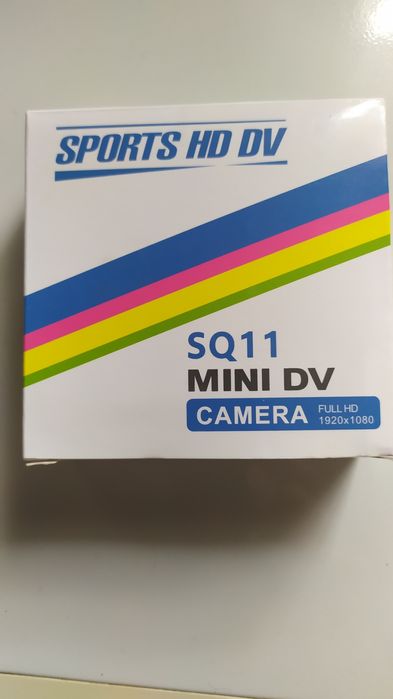 SPORTS HD DV
SQ11
MINI DV
CAMERA FULL HD
1920x1080